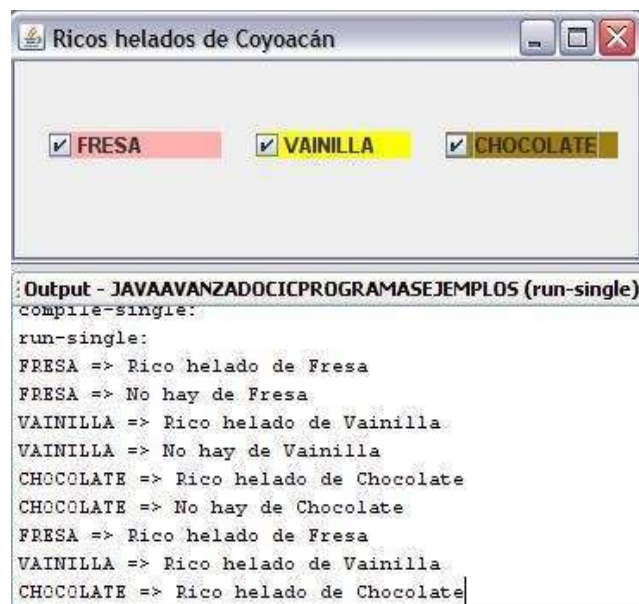 Ricos helados de Coyoacán
FRESA VAINILLA CHOCOLATE
Output - JAVAAVANZADOCICPROGRAMASEJEMPLOS (run-single)
compile-single:
run-single:
FRESA => Rico helado de Fresa
FRESA => No hay de Fresa
VAINILLA => Rico helado de Vainilla
VAINILLA => No hay de Vainilla
CHOCOLATE => Rico helado de Chocolate
CHOCOLATE => No hay de Chocolate
FRESA => Rico helado de Fresa
VAINILLA => Rico helado de Vainilla
CHOCOLATE => Rico helado de Chocolate